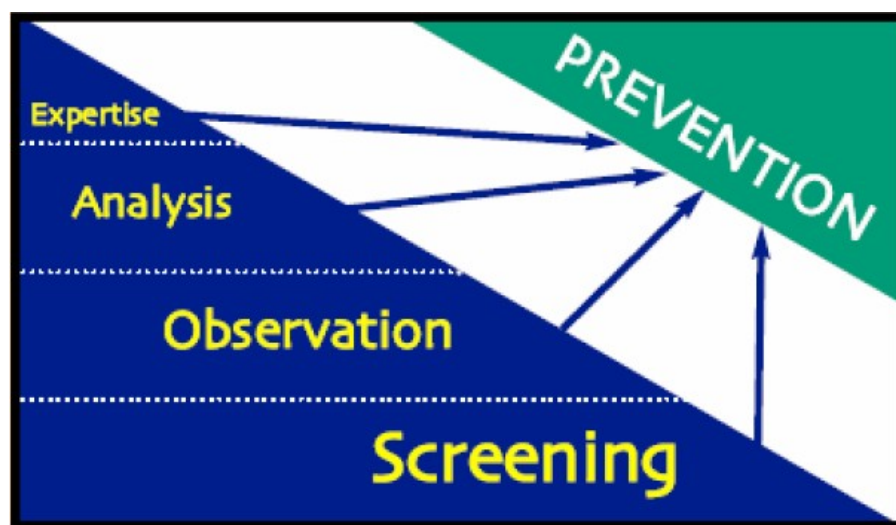 PREVENTION
Expertise
Analysis
Observation
Screening